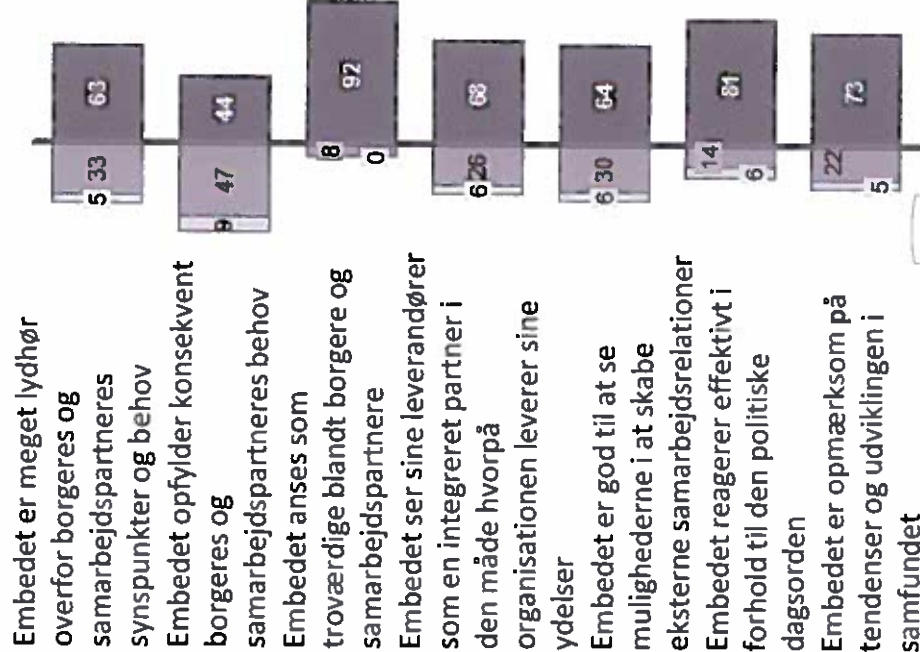 Embedet er meget lydhør
overfor borgeres og
samarbejdspartneres
synspunkter og behov
5 33 63
Embedet opfylder konsekvent
borgeres og
samarbejdspartneres behov
9 47 44
Embedet anses som
troværdige blandt borgere og
samarbejdspartnere
0 8 92
Embedet ser sine leverandører
som en integreret partner i
den måde hvorpå
organisationen leverer sine
ydelser
6 26 68
Embedet er god til at se
mulighederne i at skabe
eksterne samarbejdsrelationer
6 30 64
Embedet reagerer effektivt i
forhold til den politiske
dagsorden
6 14 81
Embedet er opmærksom på
tendenser og udviklingen i
samfundet
5 22 73